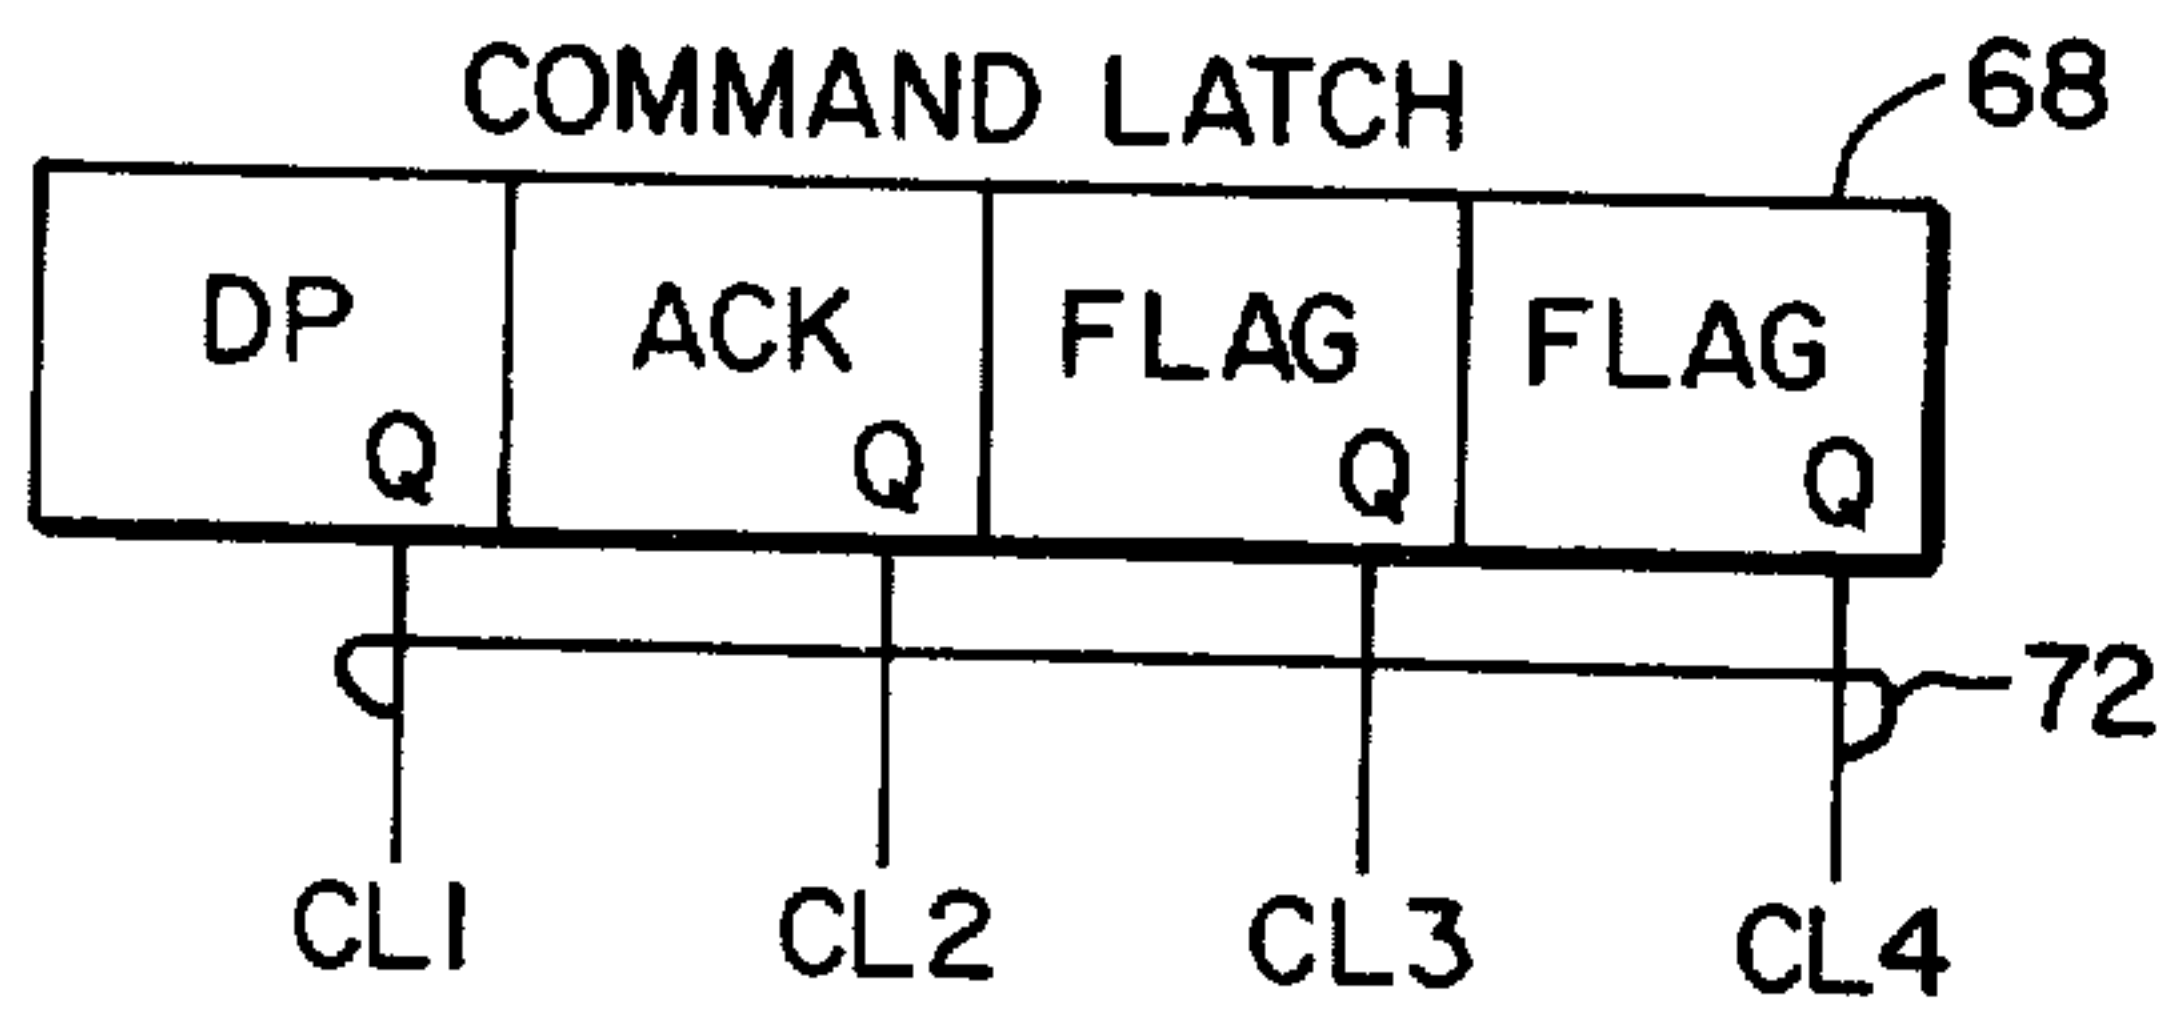 COMMAND LATCH 68
DP ACK FLAG FLAG
Q Q Q Q
72
CL1 CL2 CL3 CL4